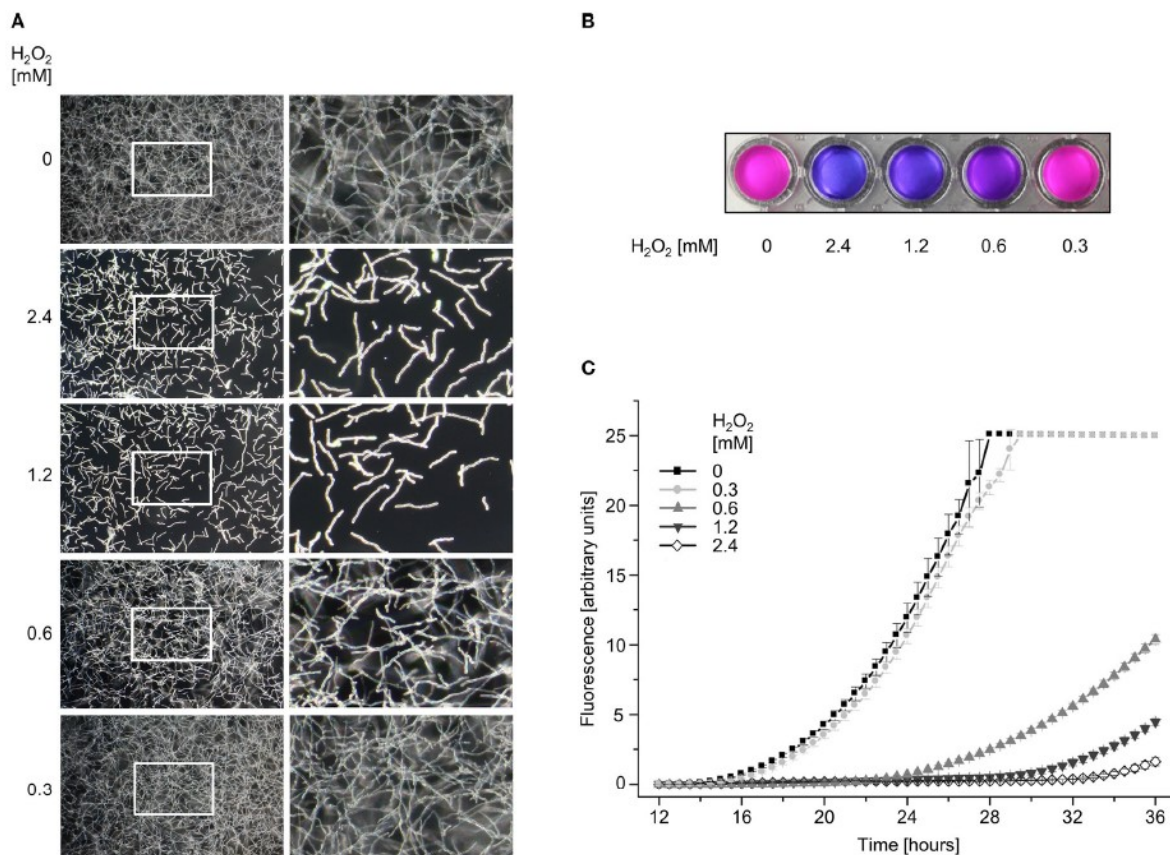 A
H₂O₂
[mM]
0
2.4
1.2
0.6
0.3
B
H₂O₂ [mM] 0 2.4 1.2 0.6 0.3
C
H₂O₂
[mM]
0
0.3
0.6
1.2
2.4
Fluorescence [arbitrary units]
25
20
15
10
5
0
12 16 20 24 28 32 36
Time [hours]